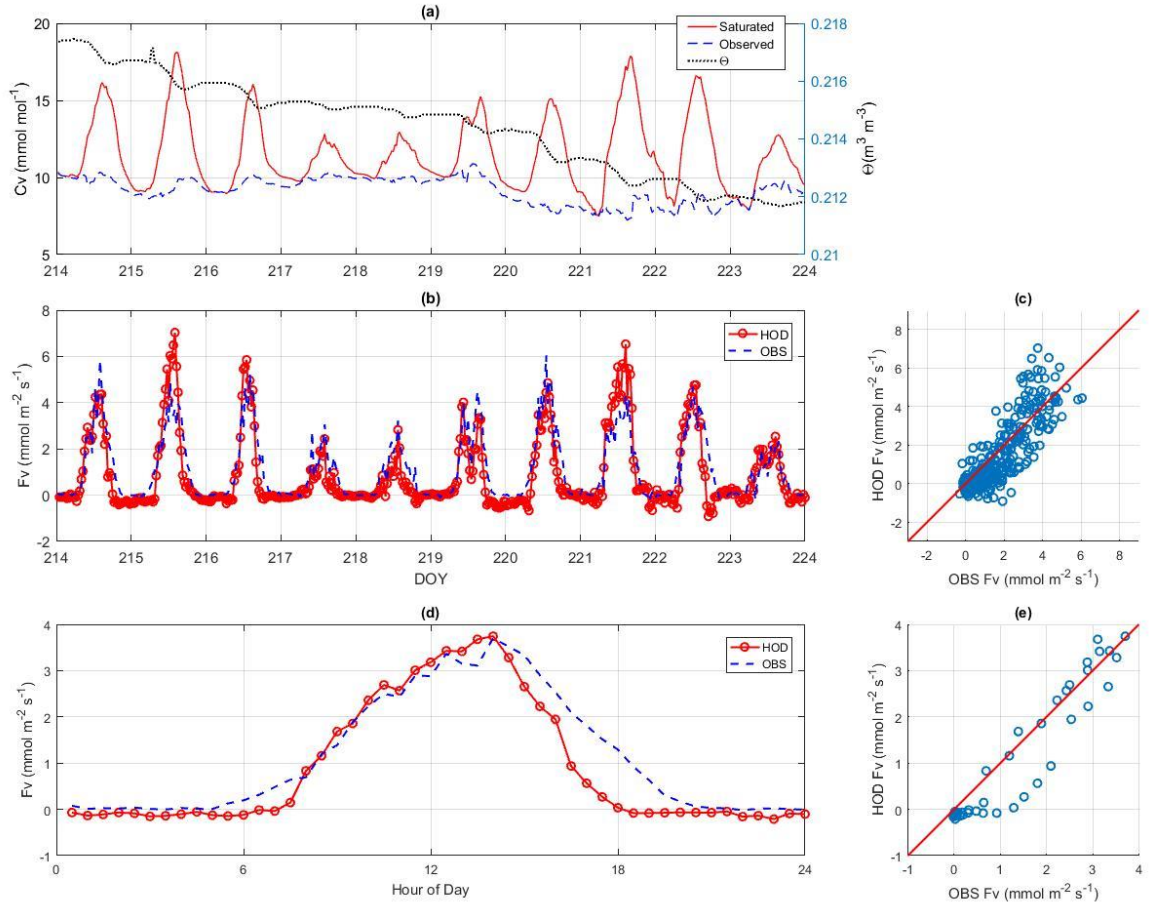 (a)
20
15
10
5
Cv (mmol mol⁻¹)
Saturated
Observed
Θ
0.218
0.216
0.214
0.212
0.21
Θ(m³ m⁻³)
214 215 216 217 218 219 220 221 222 223 224
(b)
8
6
4
2
0
-2
Fv (mmol m⁻² s⁻¹)
HOD
OBS
214 215 216 217 218 219 220 221 222 223 224
DOY
(c)
8
6
4
2
0
-2
HOD Fv (mmol m⁻² s⁻¹)
-2 0 2 4 6 8
OBS Fv (mmol m⁻² s⁻¹)
(d)
4
3
2
1
0
-1
Fv (mmol m⁻² s⁻¹)
HOD
OBS
0 6 12 18 24
Hour of Day
(e)
4
3
2
1
0
-1
HOD Fv (mmol m⁻² s⁻¹)
-1 0 1 2 3 4
OBS Fv (mmol m⁻² s⁻¹)